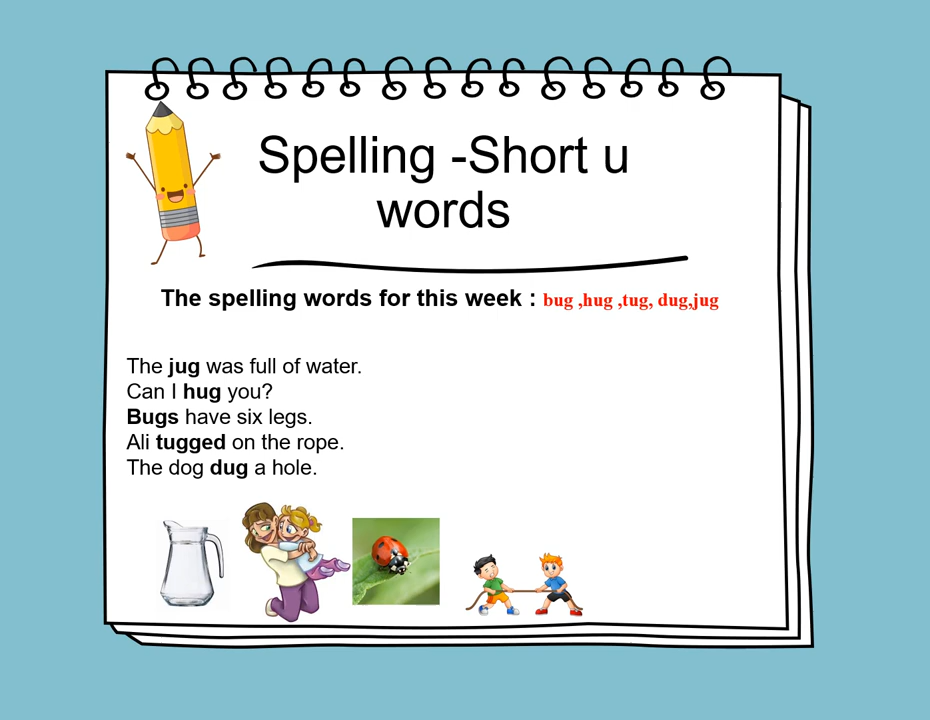 Spelling -Short u
words
The spelling words for this week : bug ,hug ,tug, dug,jug
The jug was full of water.
Can I hug you?
Bugs have six legs.
Ali tugged on the rope.
The dog dug a hole.